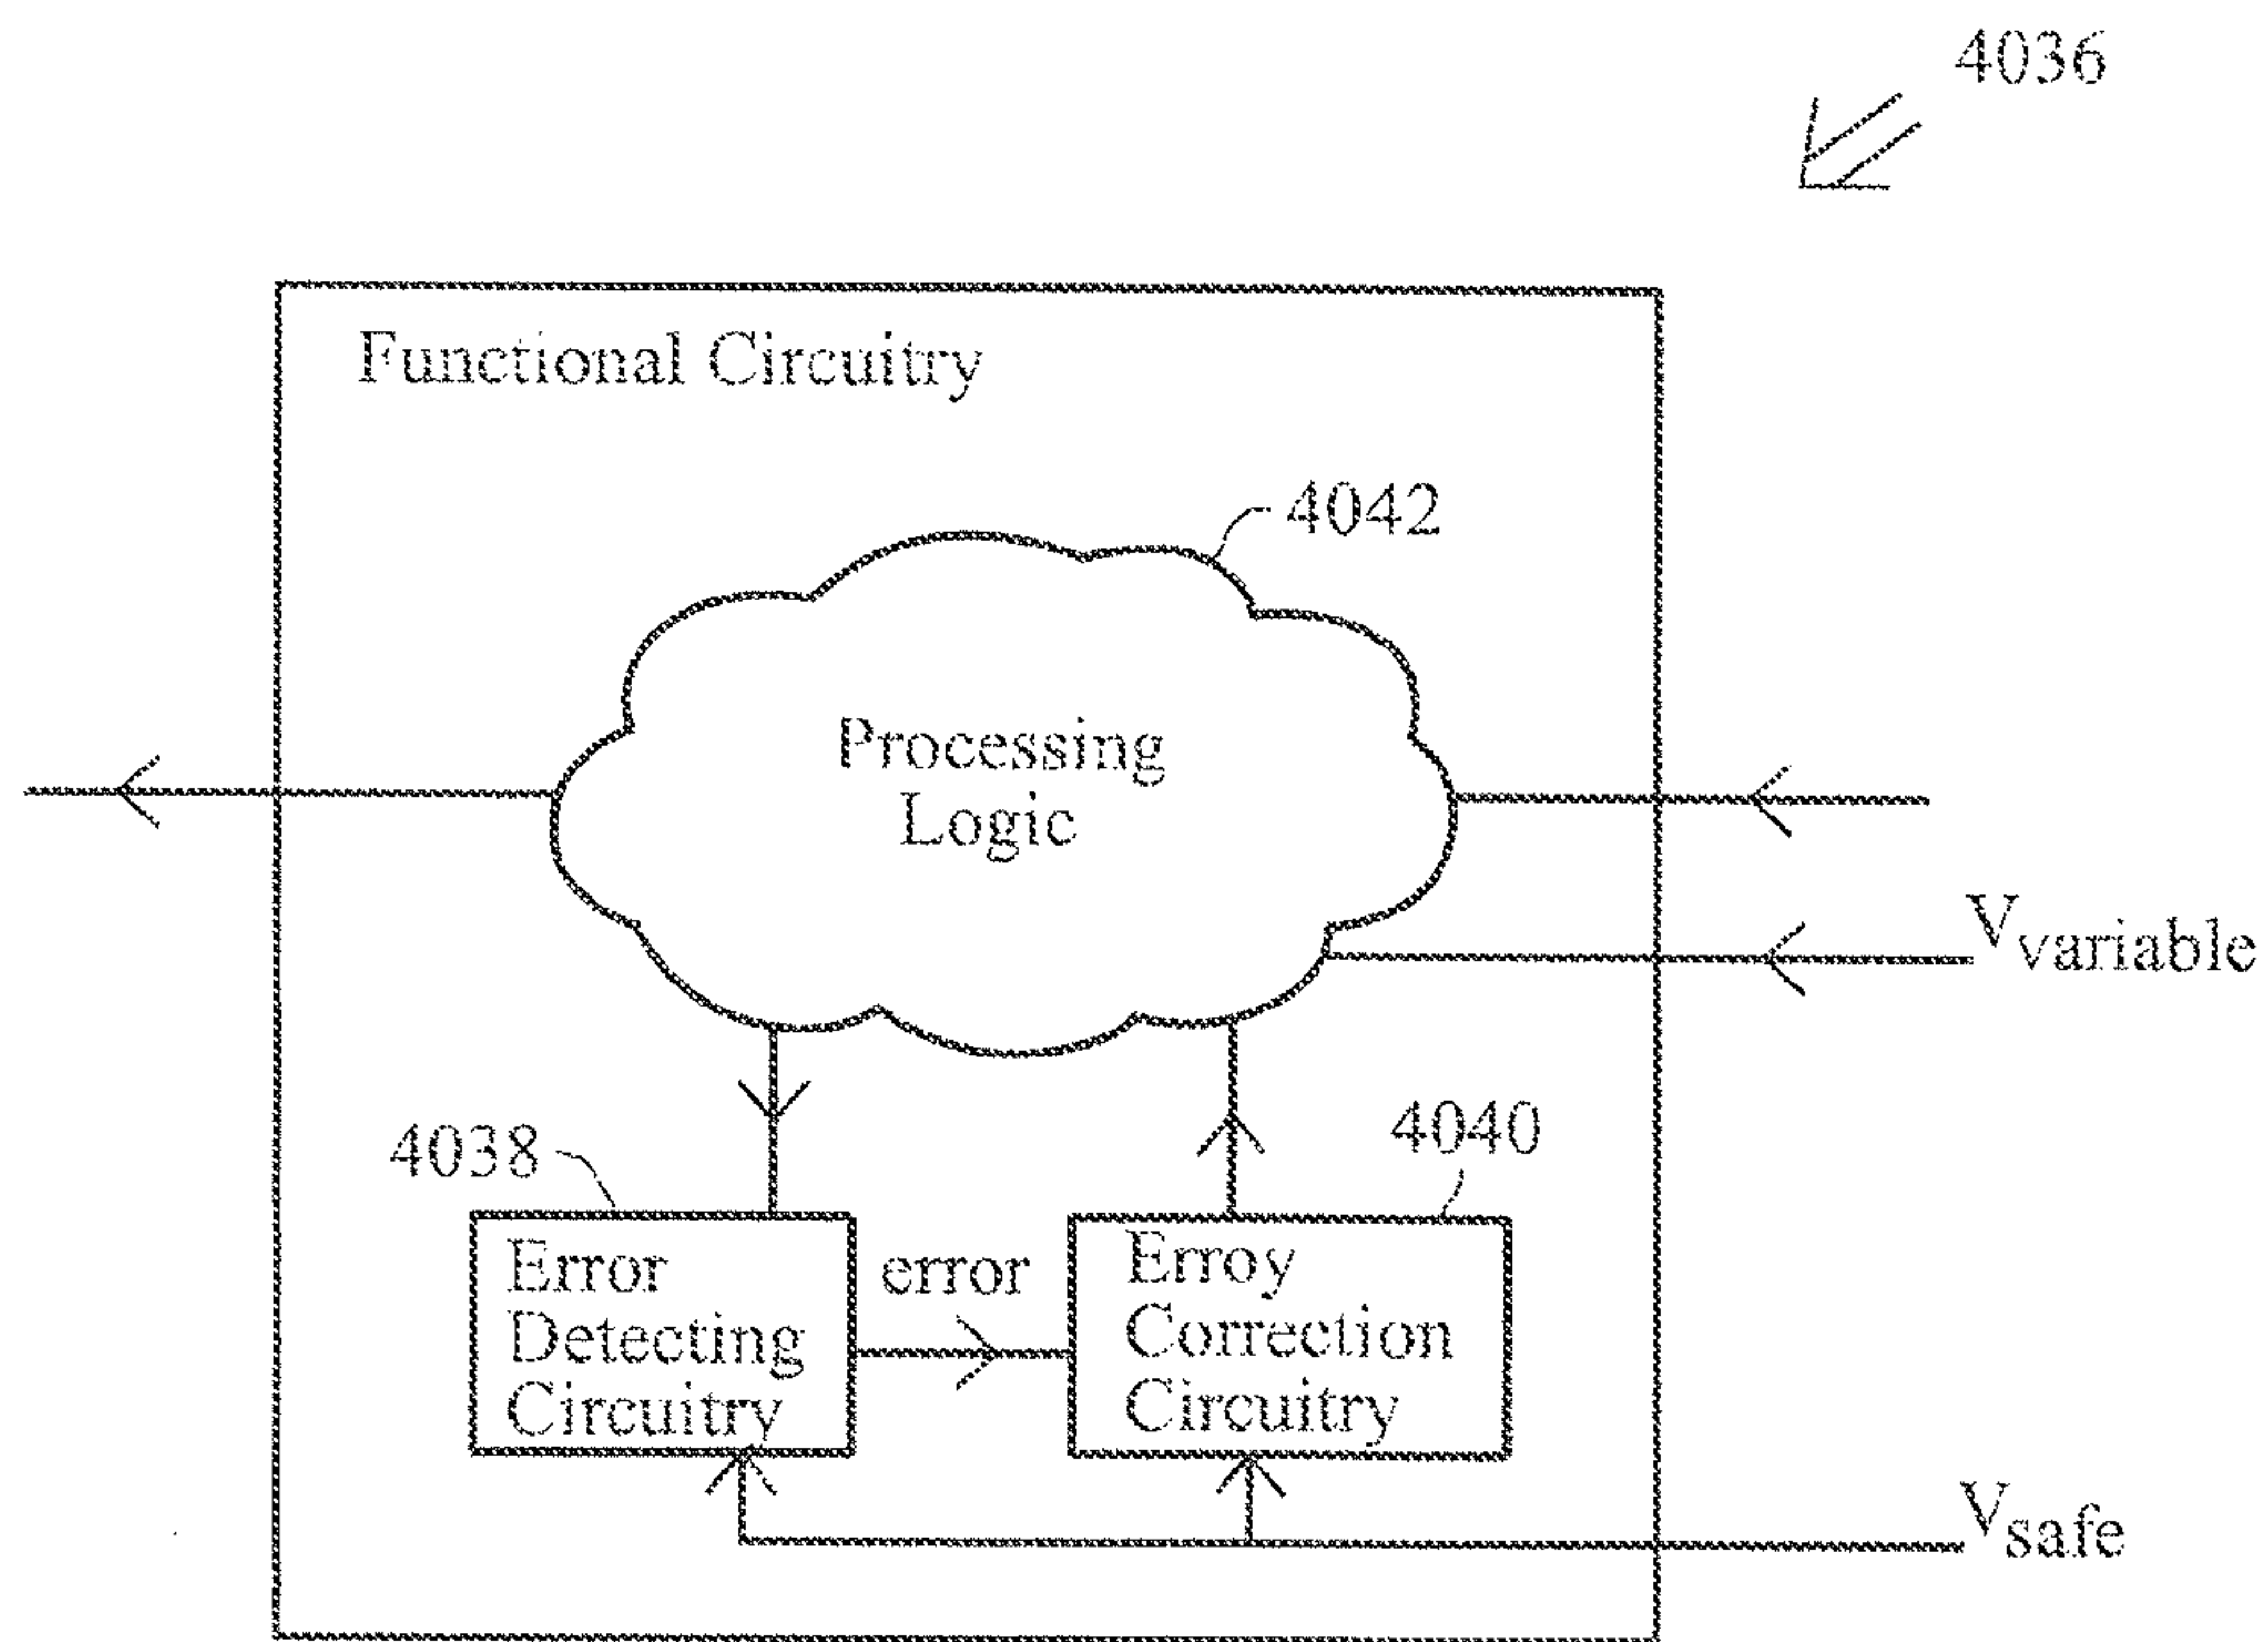 4036
Functional Circuitry
4042
Processing
Logic
Vvariable
4038
4040
Error
Detecting
Circuitry
error
Erroy
Correction
Circuitry
Vsafe